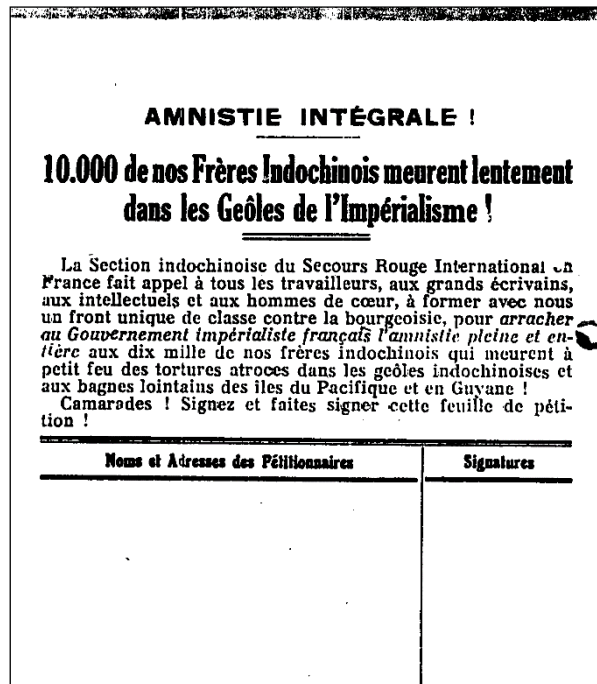 AMNISTIE INTÉGRALE !
10.000 de nos Frères Indochinois meurent lentement
dans les Geôles de l'Impérialisme !
La Section indochinoise du Secours Rouge International en
France fait appel à tous les travailleurs, aux grands écrivains,
aux intellectuels et aux hommes de cœur, à former avec nous
un front unique de classe contre la bourgeoisie, pour arracher
au Gouvernement impérialiste français l'amnistie pleine et en-
tière aux dix mille de nos frères indochinois qui meurent à
petit feu des tortures atroces dans les geôles indochinoises et
aux bagnes lointains des îles du Pacifique et en Guyane !
Camarades ! Signez et faites signer cette feuille de péti-
tion !
Noms et Adresses des Pétitionnaires
Signatures